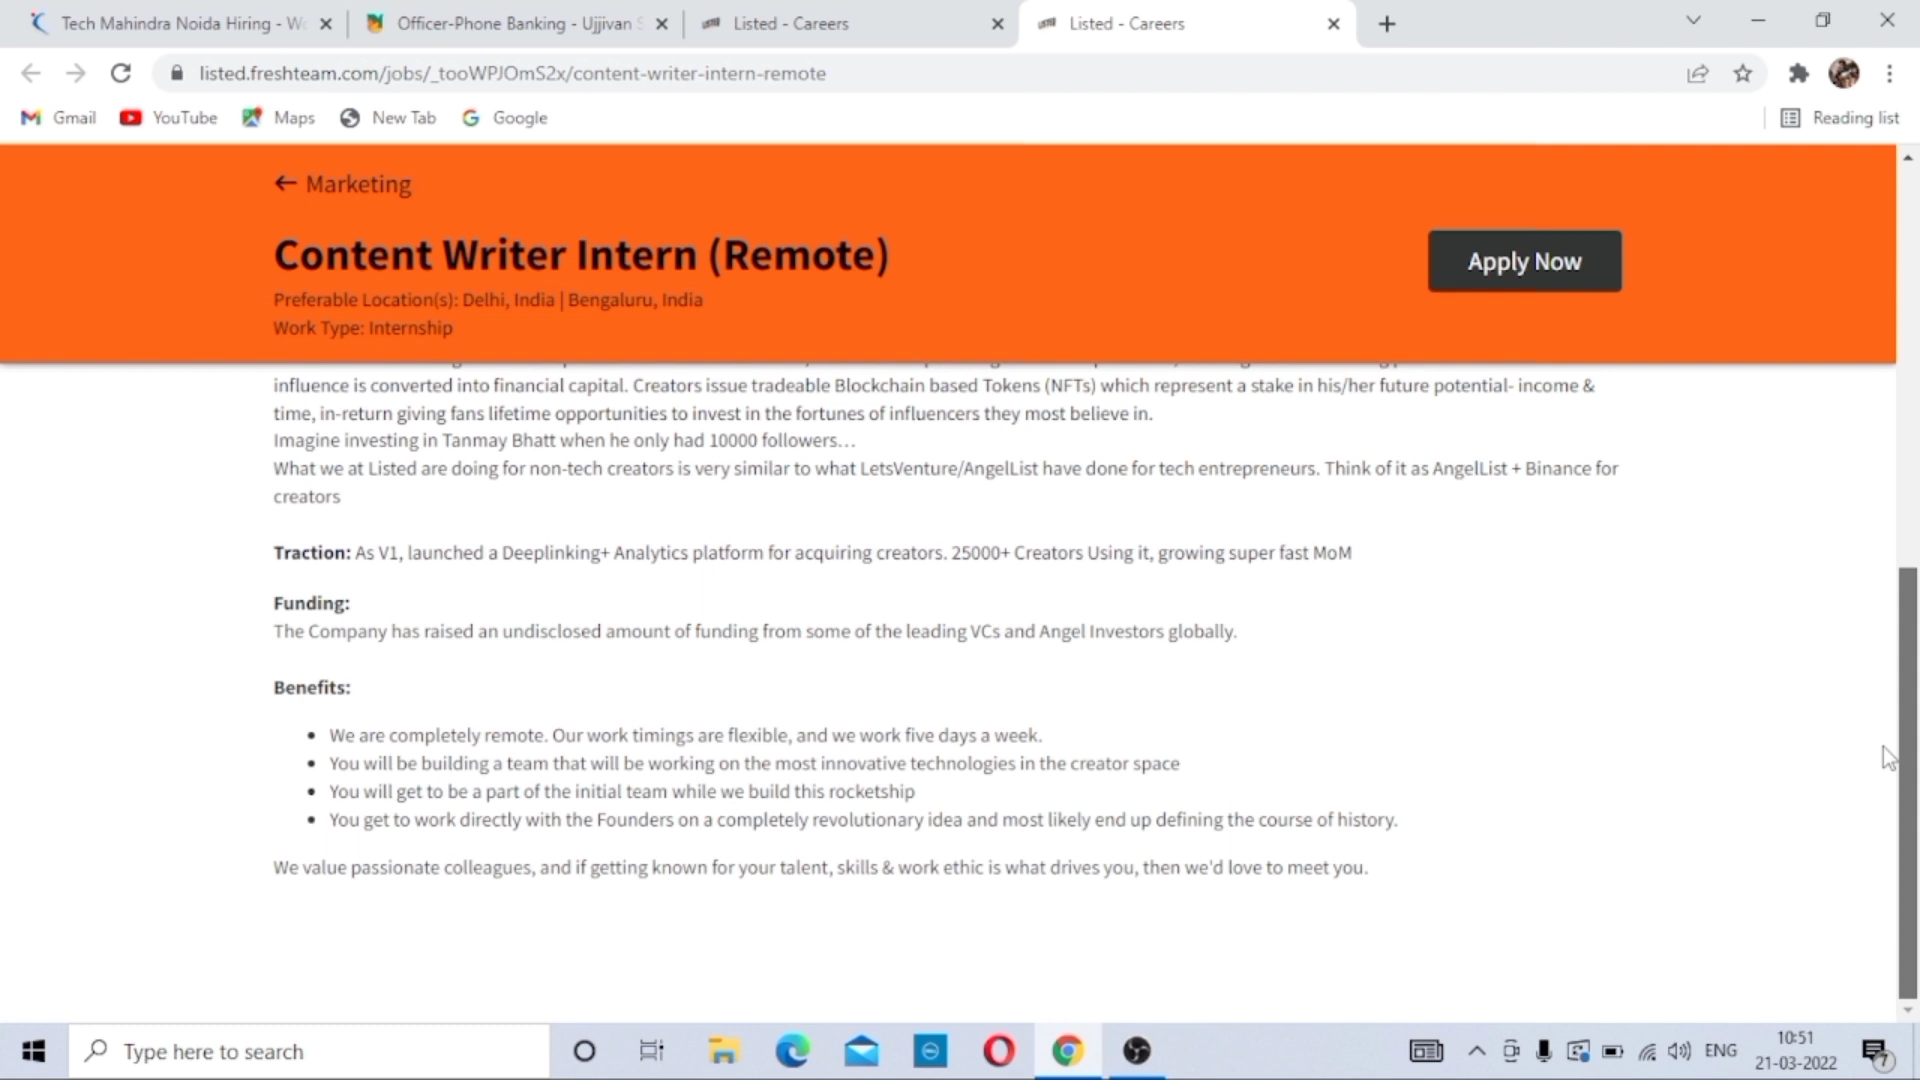 Tech Mahindra Noida Hiring - W
Officer-Phone Banking - Ujjivan S
Listed - Careers
Listed - Careers
listed.freshteam.com/jobs/_tooWPJOmS2x/content-writer-intern-remote
Gmail
YouTube
Maps
New Tab
Google
Reading list
← Marketing
Content Writer Intern (Remote)
Apply Now
Preferable Location(s): Delhi, India | Bengaluru, India
Work Type: Internship
influence is converted into financial capital. Creators issue tradeable Blockchain based Tokens (NFTs) which represent a stake in his/her future potential- income &
time, in-return giving fans lifetime opportunities to invest in the fortunes of influencers they most believe in.
Imagine investing in Tanmay Bhatt when he only had 10000 followers…
What we at Listed are doing for non-tech creators is very similar to what LetsVenture/AngelList have done for tech entrepreneurs. Think of it as AngelList + Binance for
creators
Traction: As V1, launched a Deeplinking+ Analytics platform for acquiring creators. 25000+ Creators Using it, growing super fast MoM
Funding:
The Company has raised an undisclosed amount of funding from some of the leading VCs and Angel Investors globally.
Benefits:
• We are completely remote. Our work timings are flexible, and we work five days a week.
• You will be building a team that will be working on the most innovative technologies in the creator space
• You will get to be a part of the initial team while we build this rocketship
• You get to work directly with the Founders on a completely revolutionary idea and most likely end up defining the course of history.
We value passionate colleagues, and if getting known for your talent, skills & work ethic is what drives you, then we'd love to meet you.
Type here to search
ENG
10:51
21-03-2022
7